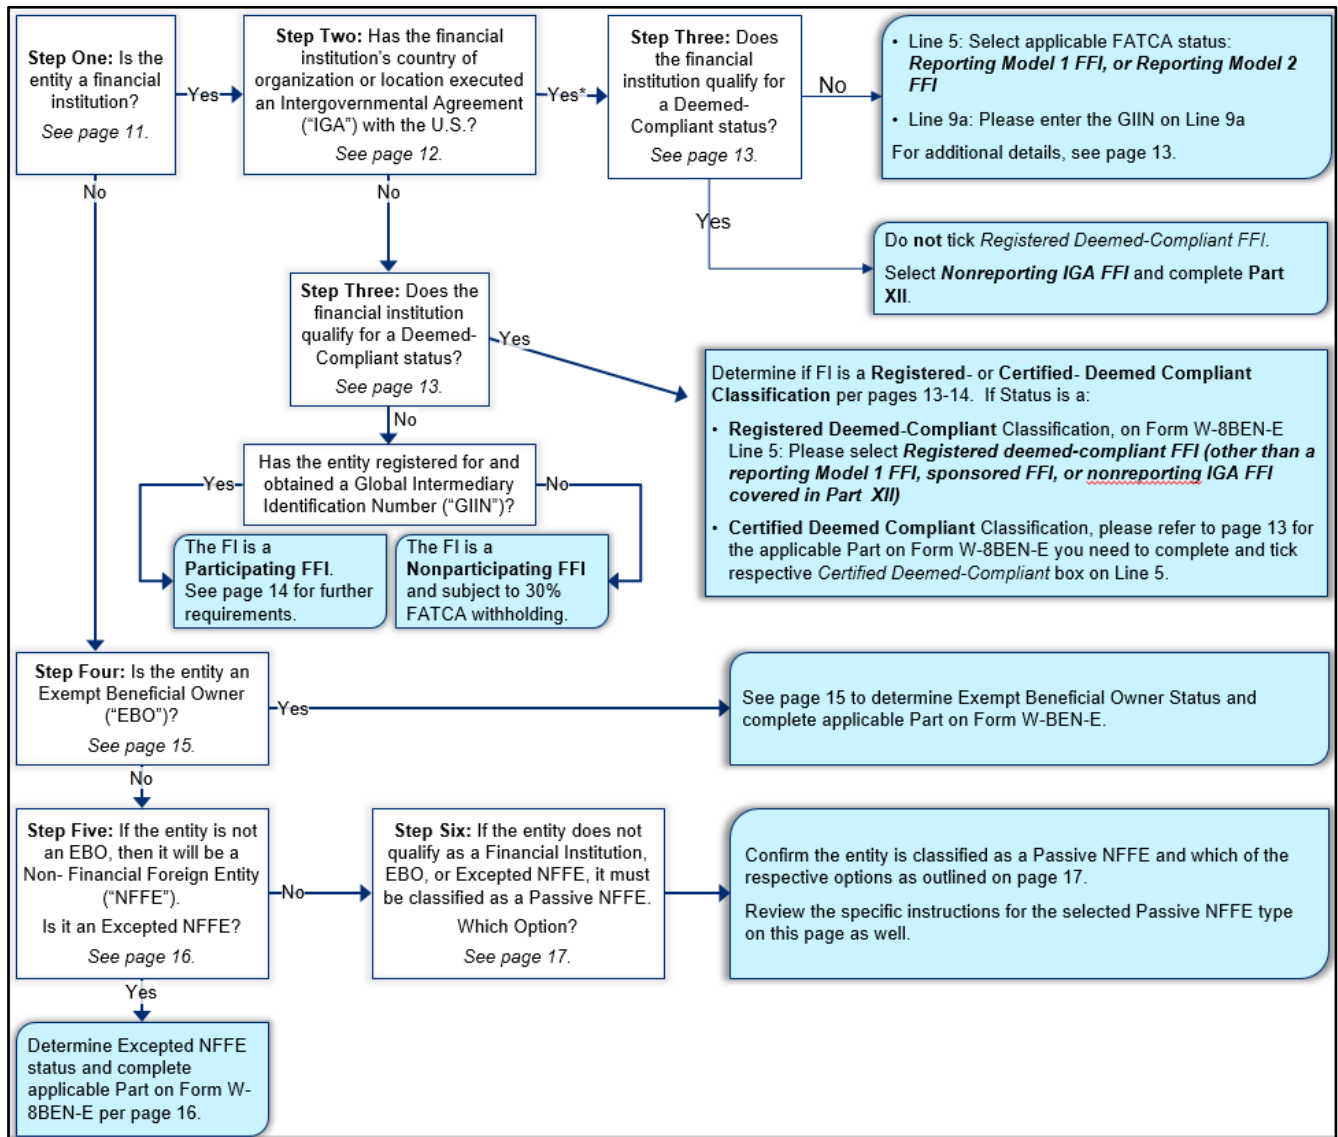 Step One: Is the
entity a financial
institution?
See page 11.
Yes
Step Two: Has the financial
institution's country of
organization or location executed
an Intergovernmental Agreement
("IGA") with the U.S.?
See page 12.
Yes*
Step Three: Does
the financial
institution qualify for
a Deemed-
Compliant status?
See page 13.
No
• Line 5: Select applicable FATCA status:
Reporting Model 1 FFI, or Reporting Model 2
FFI
• Line 9a: Please enter the GIIN on Line 9a
For additional details, see page 13.
No
No
Yes
Do not tick Registered Deemed-Compliant FFI.
Select Nonreporting IGA FFI and complete Part
XII.
Step Three: Does the
financial institution
qualify for a Deemed-
Compliant status?
See page 13.
Yes
Determine if FI is a Registered- or Certified- Deemed Compliant
Classification per pages 13-14.  If Status is a:
• Registered Deemed-Compliant Classification, on Form W-8BEN-E
Line 5: Please select Registered deemed-compliant FFI (other than a
reporting Model 1 FFI, sponsored FFI, or nonreporting IGA FFI
covered in Part  XII)
• Certified Deemed Compliant Classification, please refer to page 13 for
the applicable Part on Form W-8BEN-E you need to complete and tick
respective Certified Deemed-Compliant box on Line 5.
No
Has the entity registered for and
obtained a Global Intermediary
Identification Number ("GIIN")?
Yes
No
The FI is a
Participating FFI.
See page 14 for further
requirements.
The FI is a
Nonparticipating FFI
and subject to 30%
FATCA withholding.
Step Four: Is the entity an
Exempt Beneficial Owner
("EBO")?
See page 15.
Yes
See page 15 to determine Exempt Beneficial Owner Status and
complete applicable Part on Form W-BEN-E.
No
Step Five: If the entity is not
an EBO, then it will be a
Non- Financial Foreign Entity
("NFFE").
Is it an Excepted NFFE?
See page 16.
No
Step Six: If the entity does not
qualify as a Financial Institution,
EBO, or Excepted NFFE, it must
be classified as a Passive NFFE.
Which Option?
See page 17.
Confirm the entity is classified as a Passive NFFE and which of the
respective options as outlined on page 17.
Review the specific instructions for the selected Passive NFFE type
on this page as well.
Yes
Determine Excepted NFFE
status and complete
applicable Part on Form W-
8BEN-E per page 16.